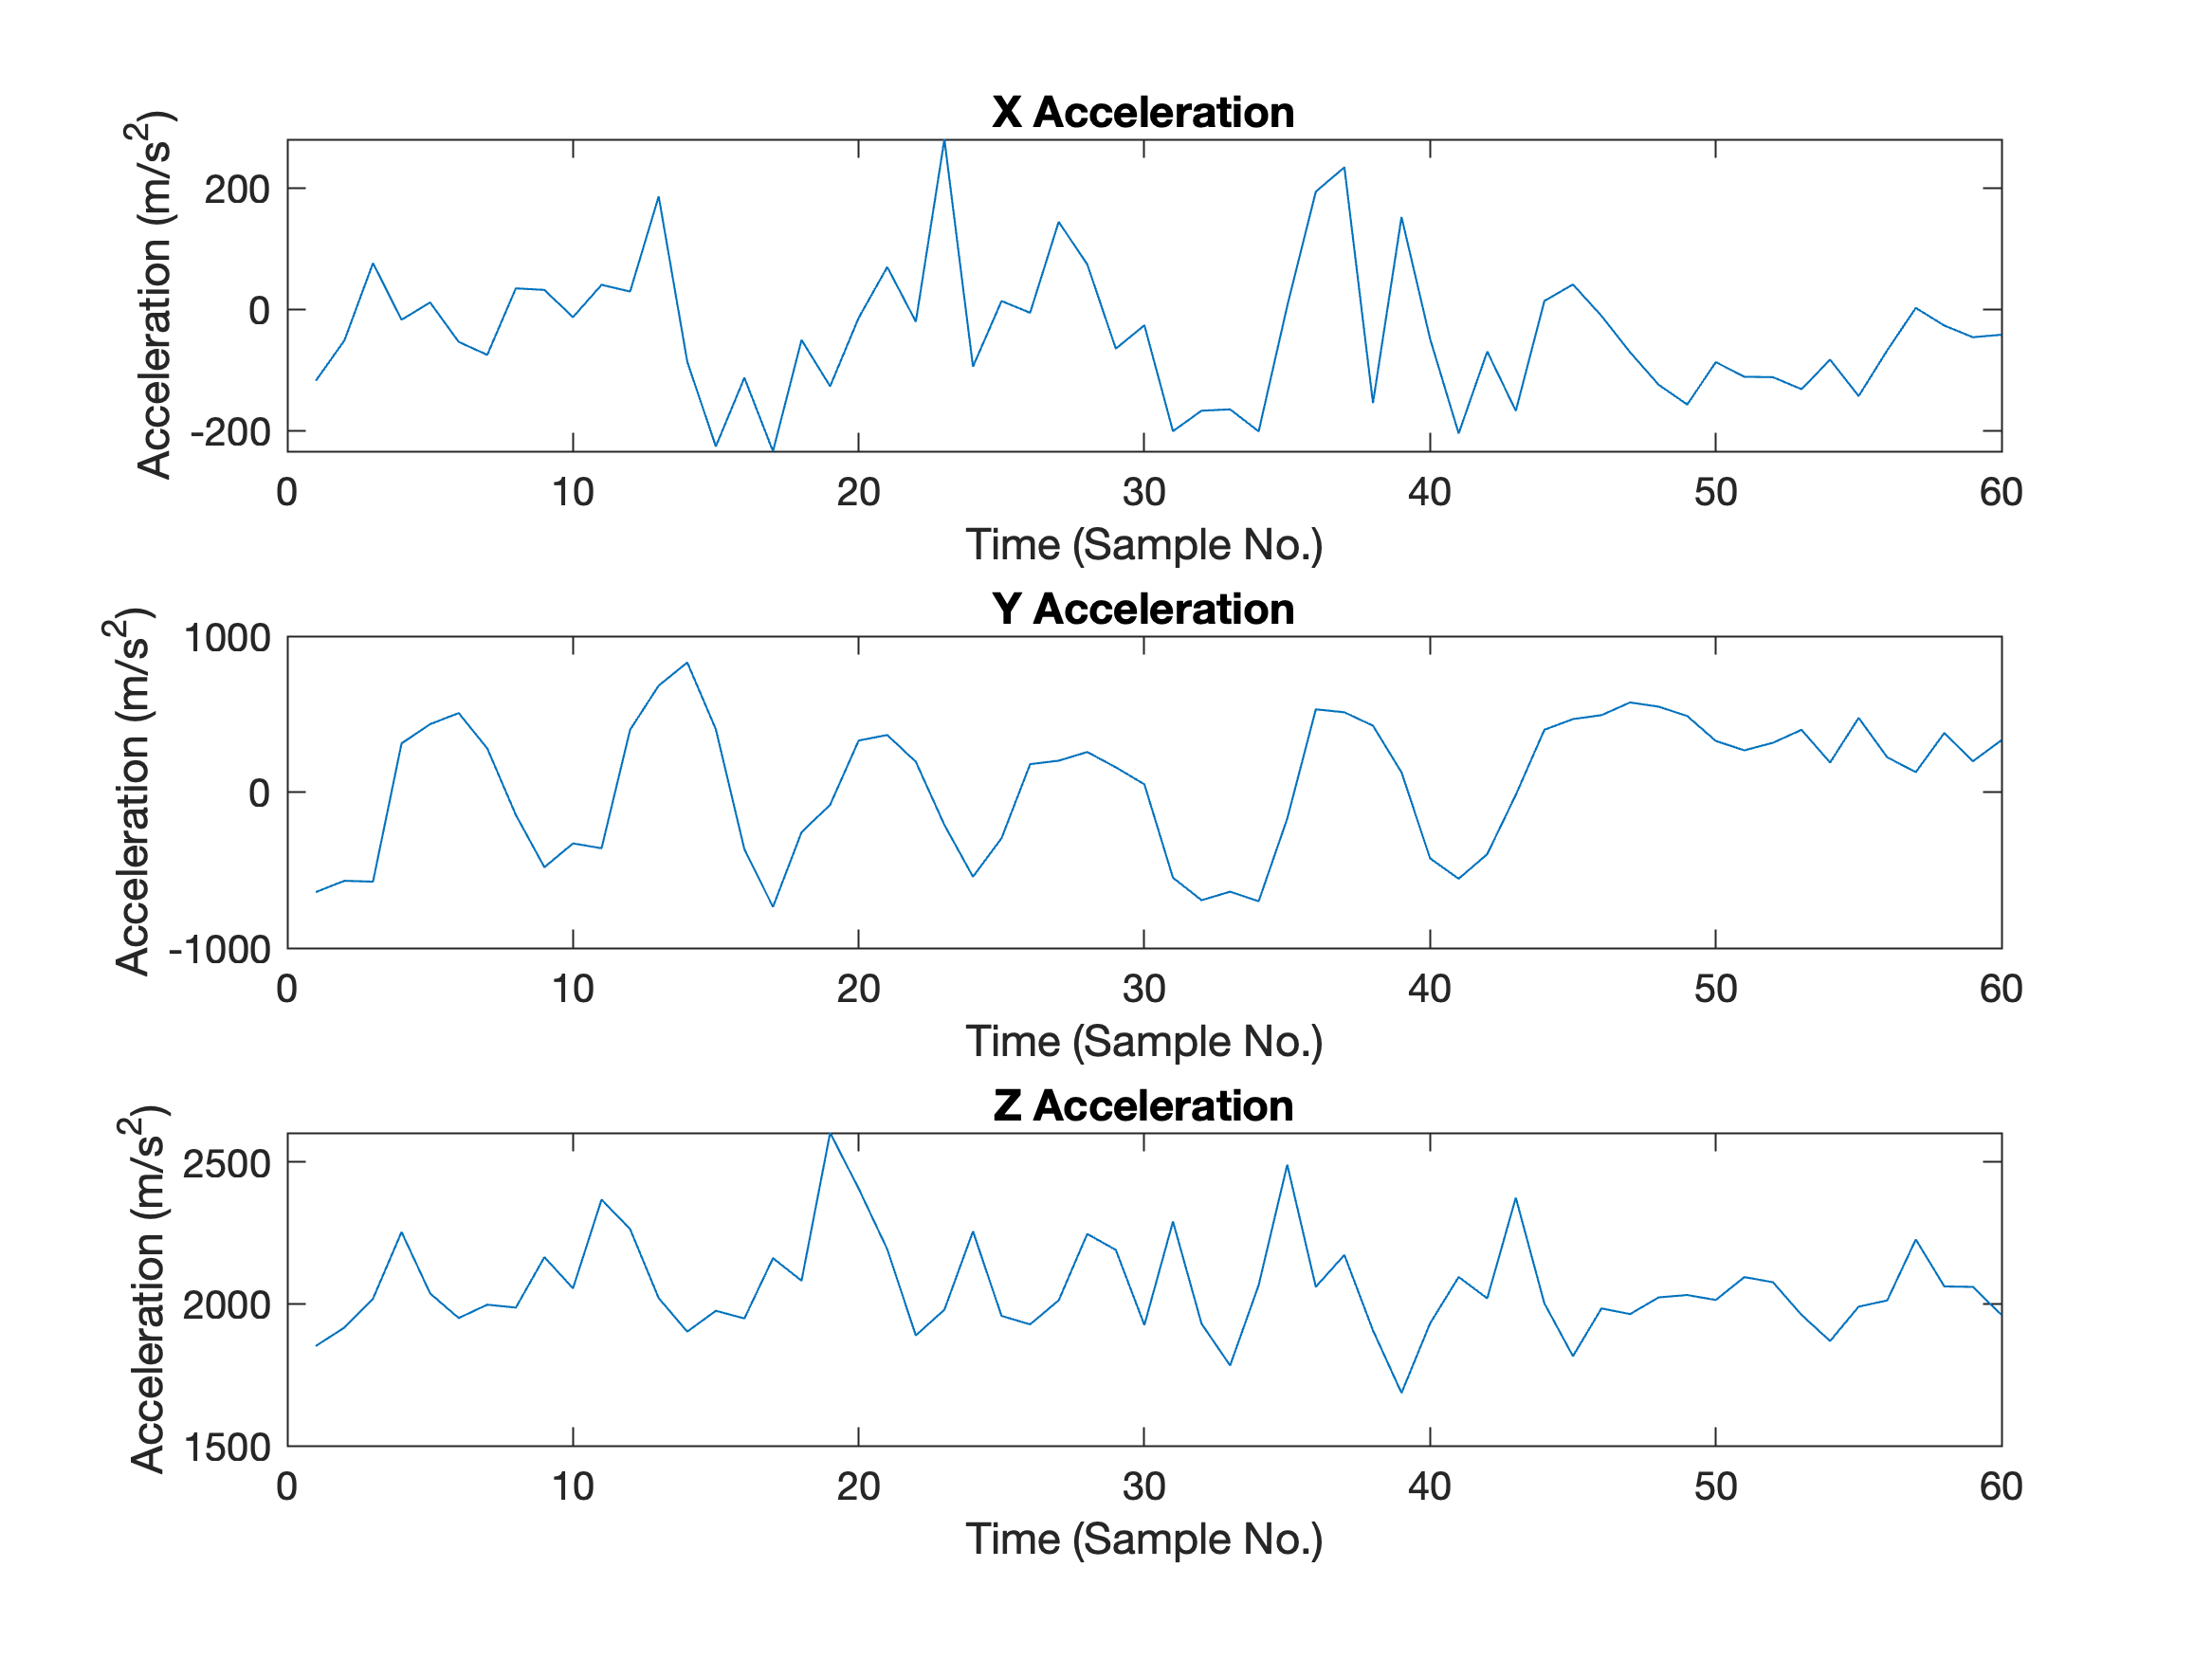 X Acceleration
Acceleration (m/s²)
200
0
-200
0 10 20 30 40 50 60
Time (Sample No.)
Y Acceleration
Acceleration (m/s²)
1000
0
-1000
0 10 20 30 40 50 60
Time (Sample No.)
Z Acceleration
Acceleration (m/s²)
2500
2000
1500
0 10 20 30 40 50 60
Time (Sample No.)